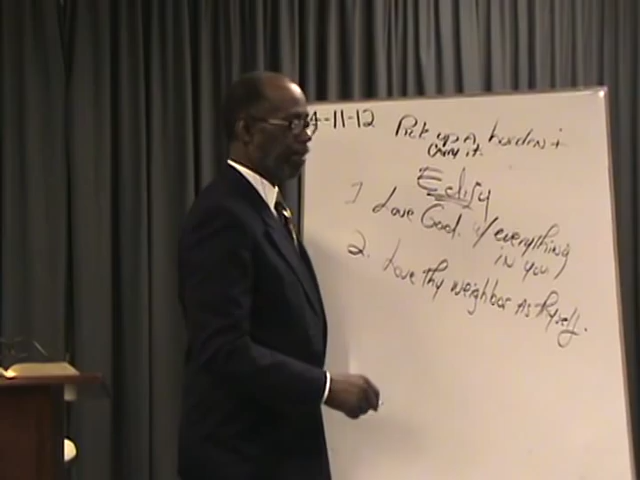 4-11-12
Pick up A burden +
Carry it.
Edify
1 Love God. w/ everything
in you
2. Love thy neighbor As thyself.